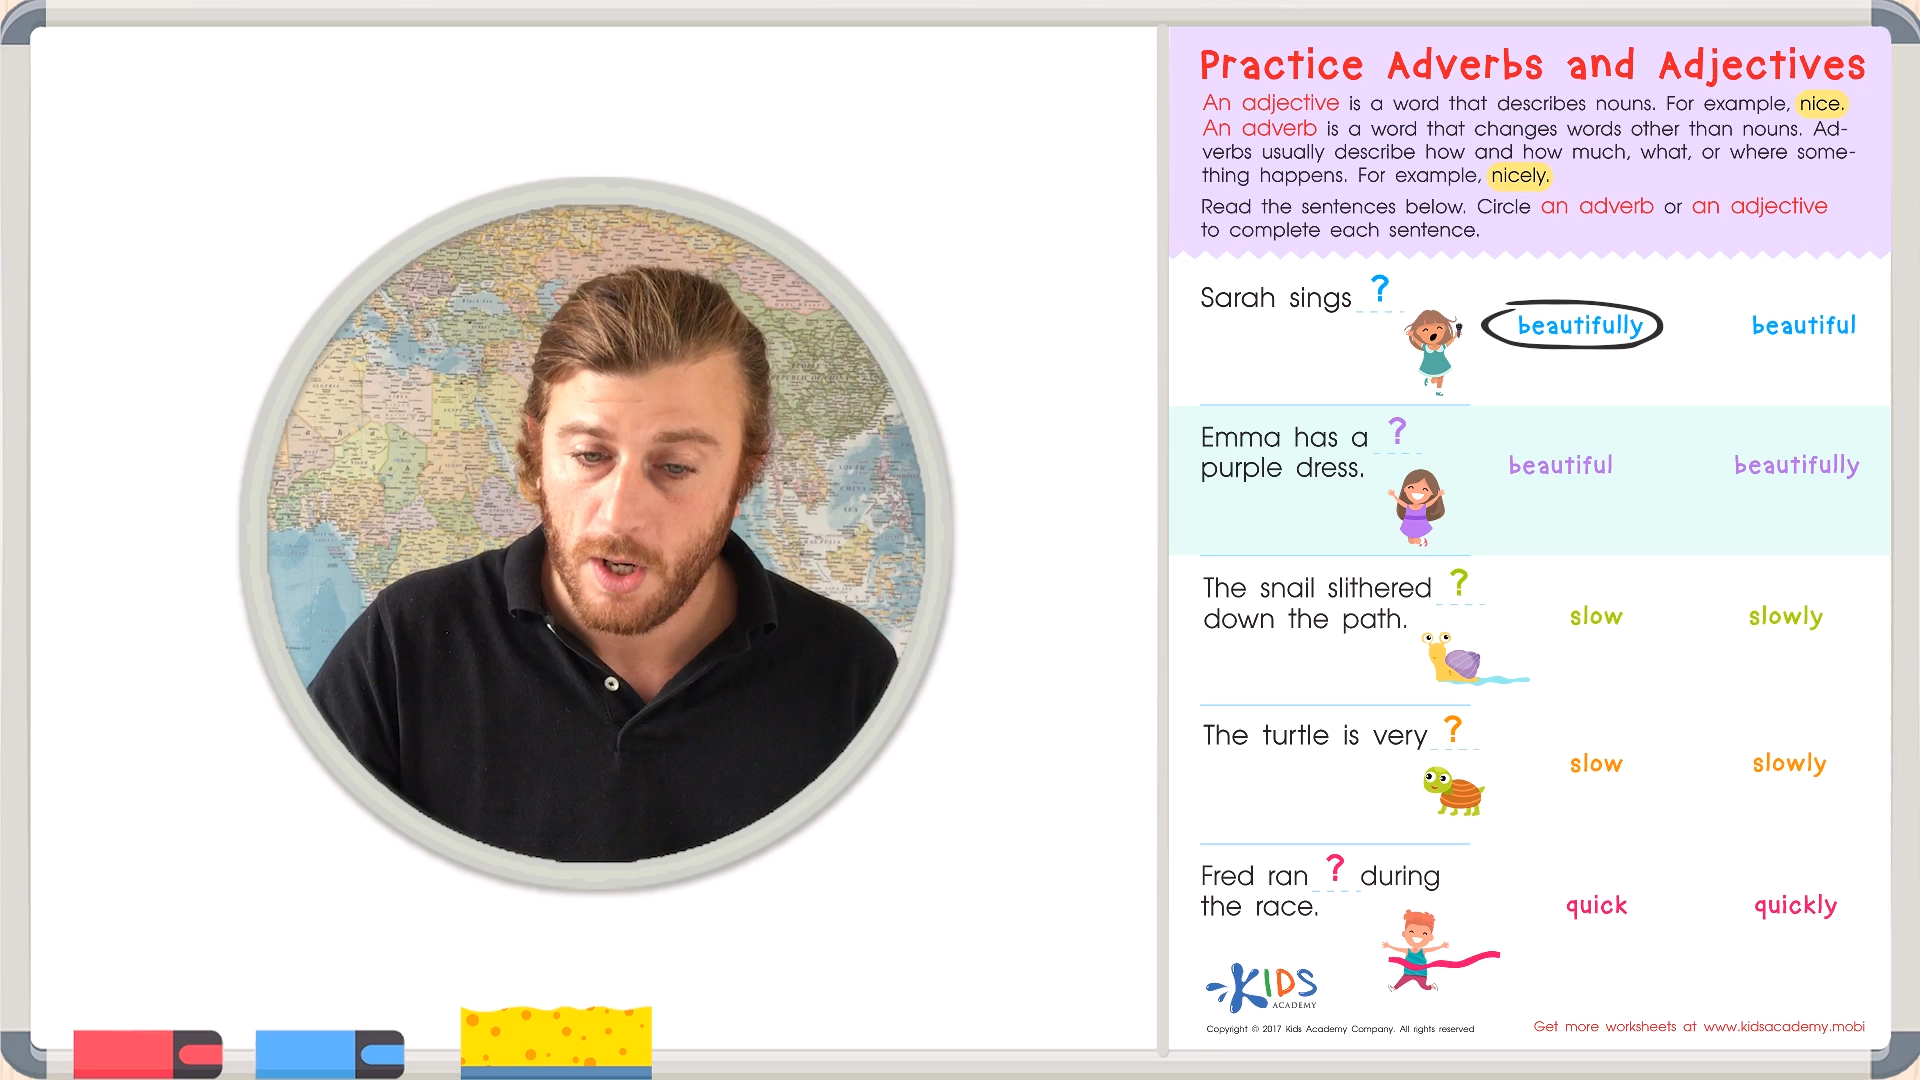 Practice Adverbs and Adjectives
An adjective is a word that describes nouns. For example, nice.
An adverb is a word that changes words other than nouns. Ad-
verbs usually describe how and how much, what, or where some-
thing happens. For example, nicely.
Read the sentences below. Circle an adverb or an adjective
to complete each sentence.
Sarah sings ?
beautifully beautiful
Emma has a ?
purple dress.
beautiful beautifully
The snail slithered ?
down the path.
slow slowly
The turtle is very ?
slow slowly
Fred ran ? during
the race.
quick quickly
KIDS
ACADEMY
Copyright © 2017 Kids Academy Company. All rights reserved
Get more worksheets at www.kidsacademy.mobi